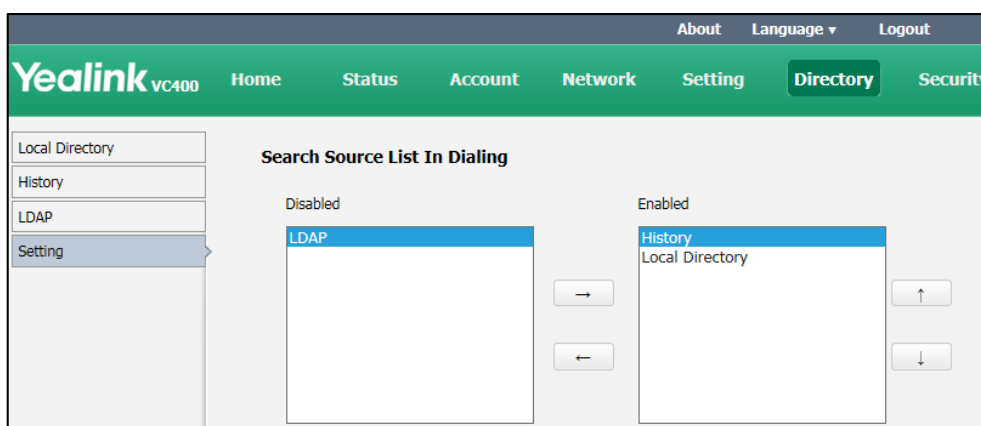 About Language ▾ Logout
Yealink VC400 Home Status Account Network Setting Directory Securit
Local Directory
History
LDAP
Setting
Search Source List In Dialing
Disabled Enabled
LDAP History
Local Directory
→ ↑
← ↓